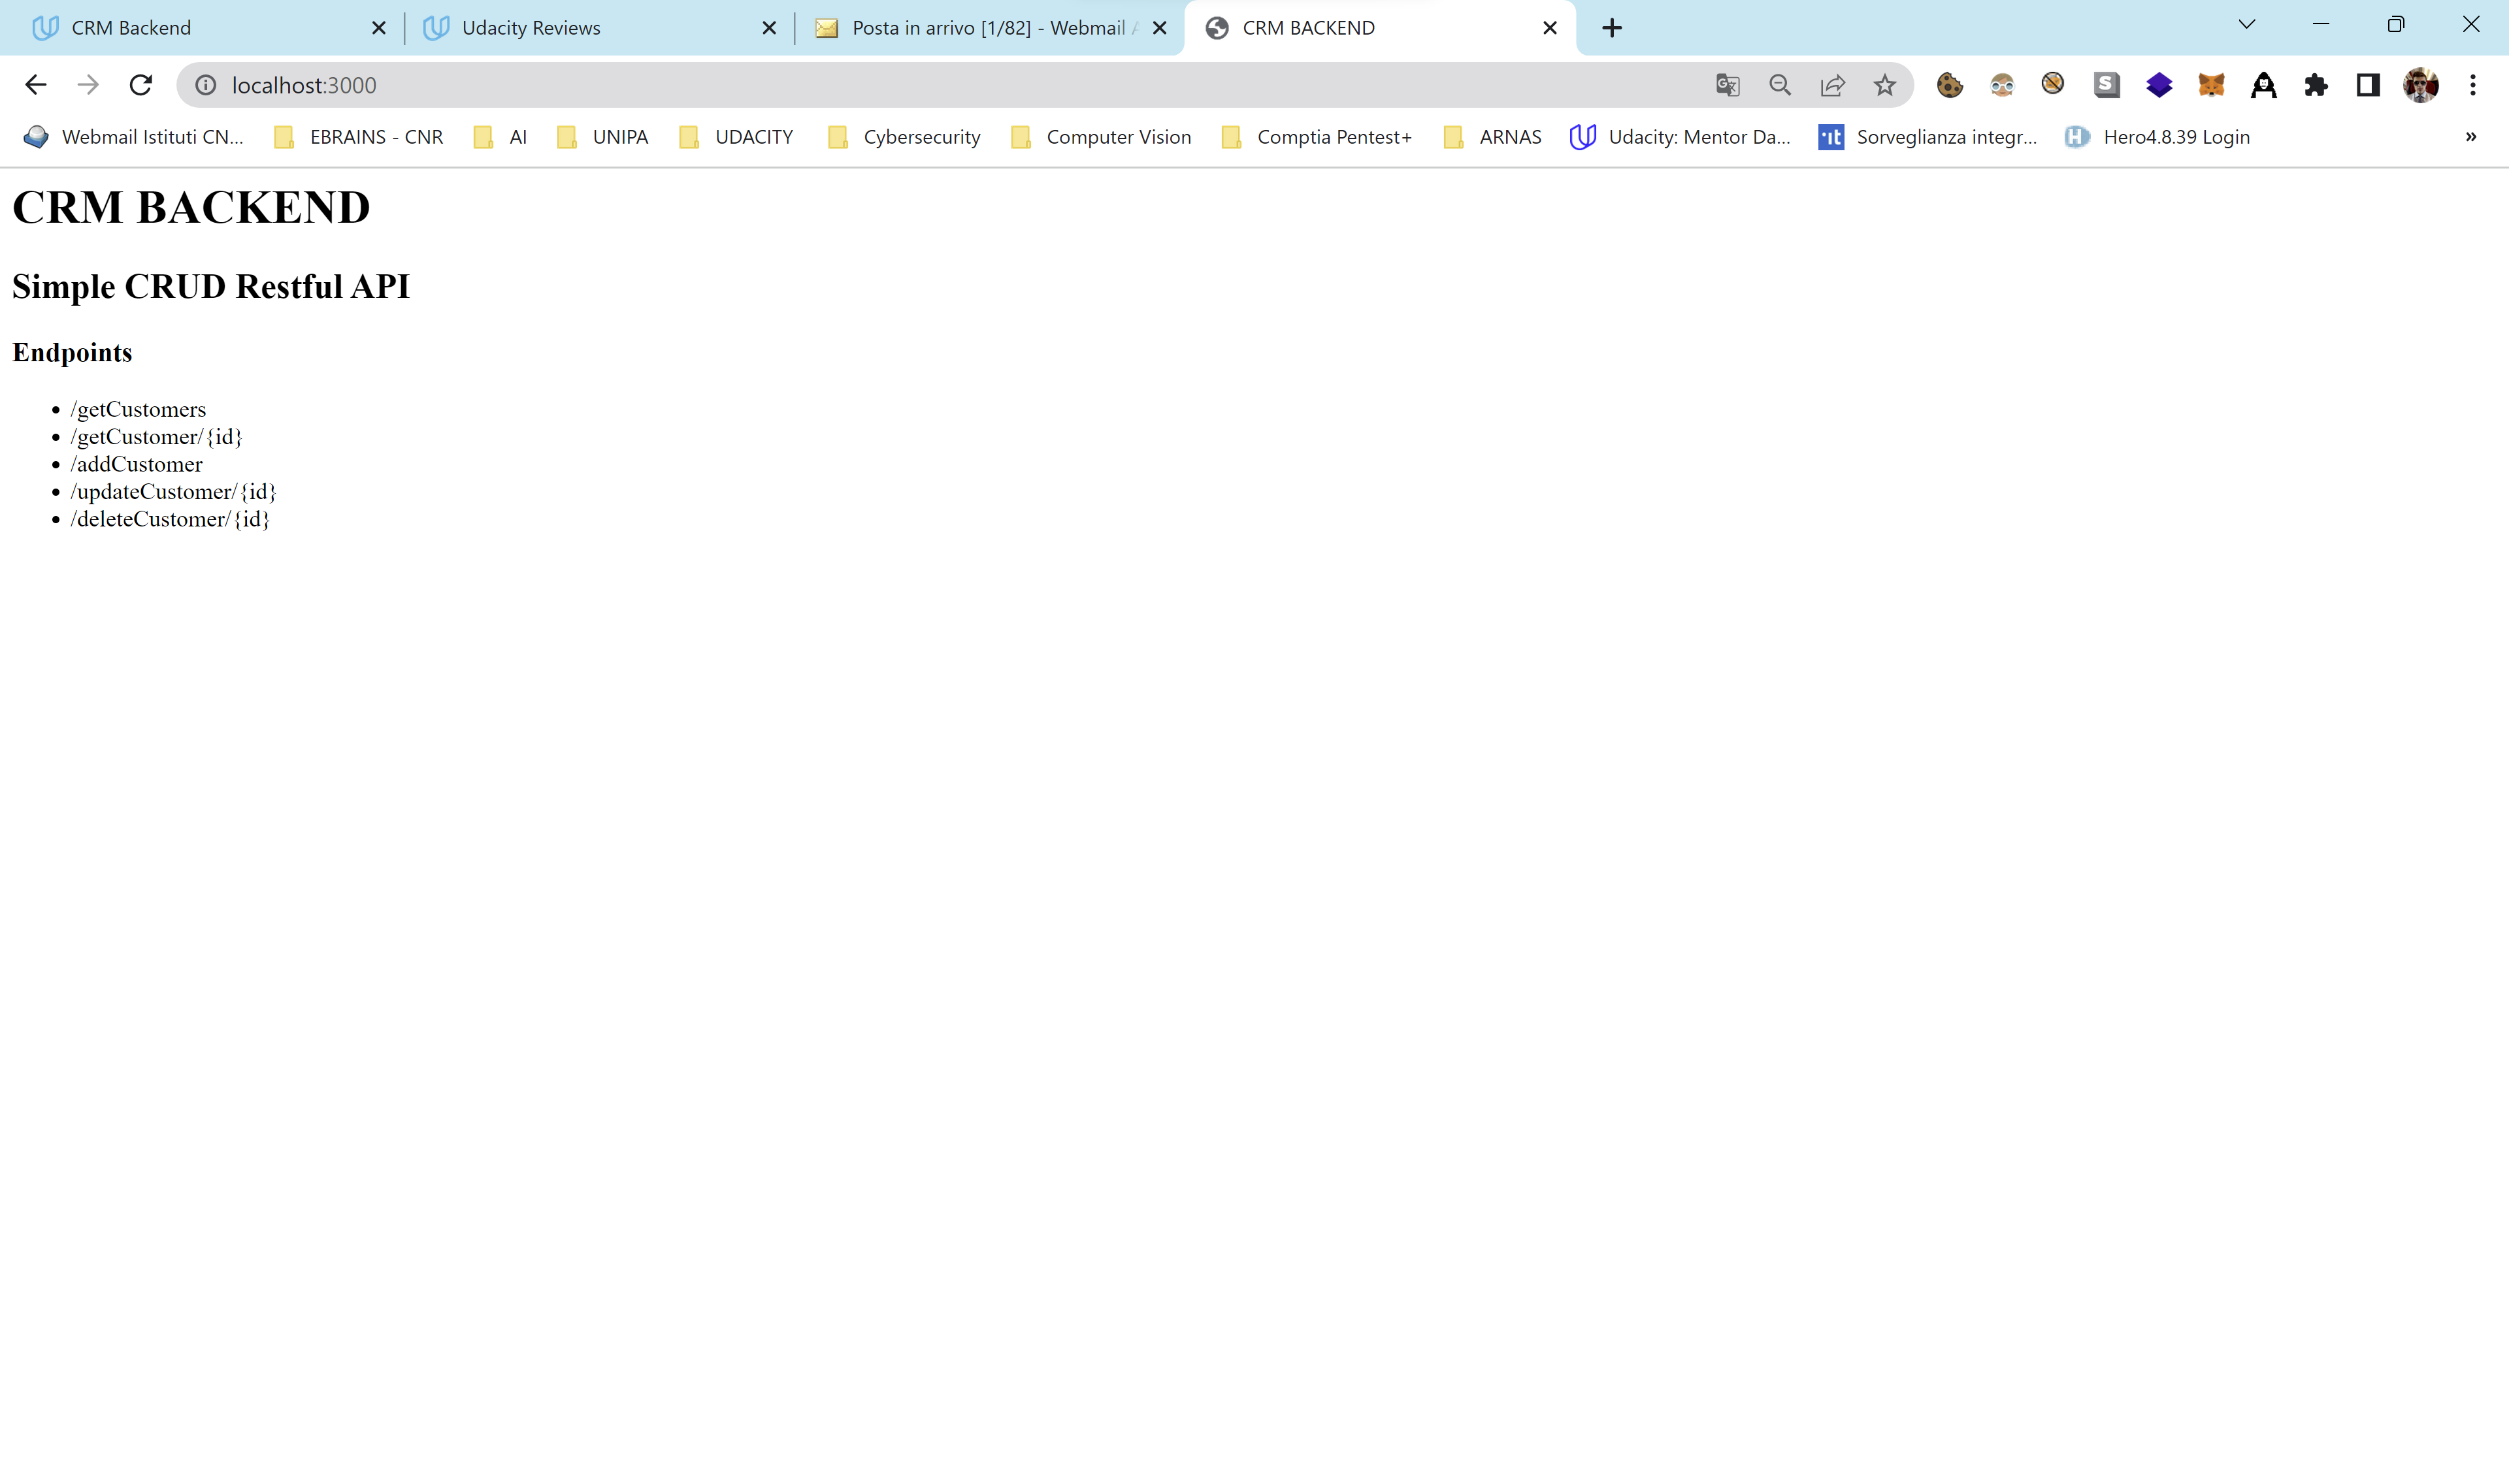 CRM Backend
Udacity Reviews
Posta in arrivo [1/82] - Webmail
CRM BACKEND
localhost:3000
Webmail Istituti CN...
EBRAINS - CNR
AI
UNIPA
UDACITY
Cybersecurity
Computer Vision
Comptia Pentest+
ARNAS
Udacity: Mentor Da...
Sorveglianza integr...
Hero4.8.39 Login
»
CRM BACKEND
Simple CRUD Restful API
Endpoints
• /getCustomers
• /getCustomer/{id}
• /addCustomer
• /updateCustomer/{id}
• /deleteCustomer/{id}